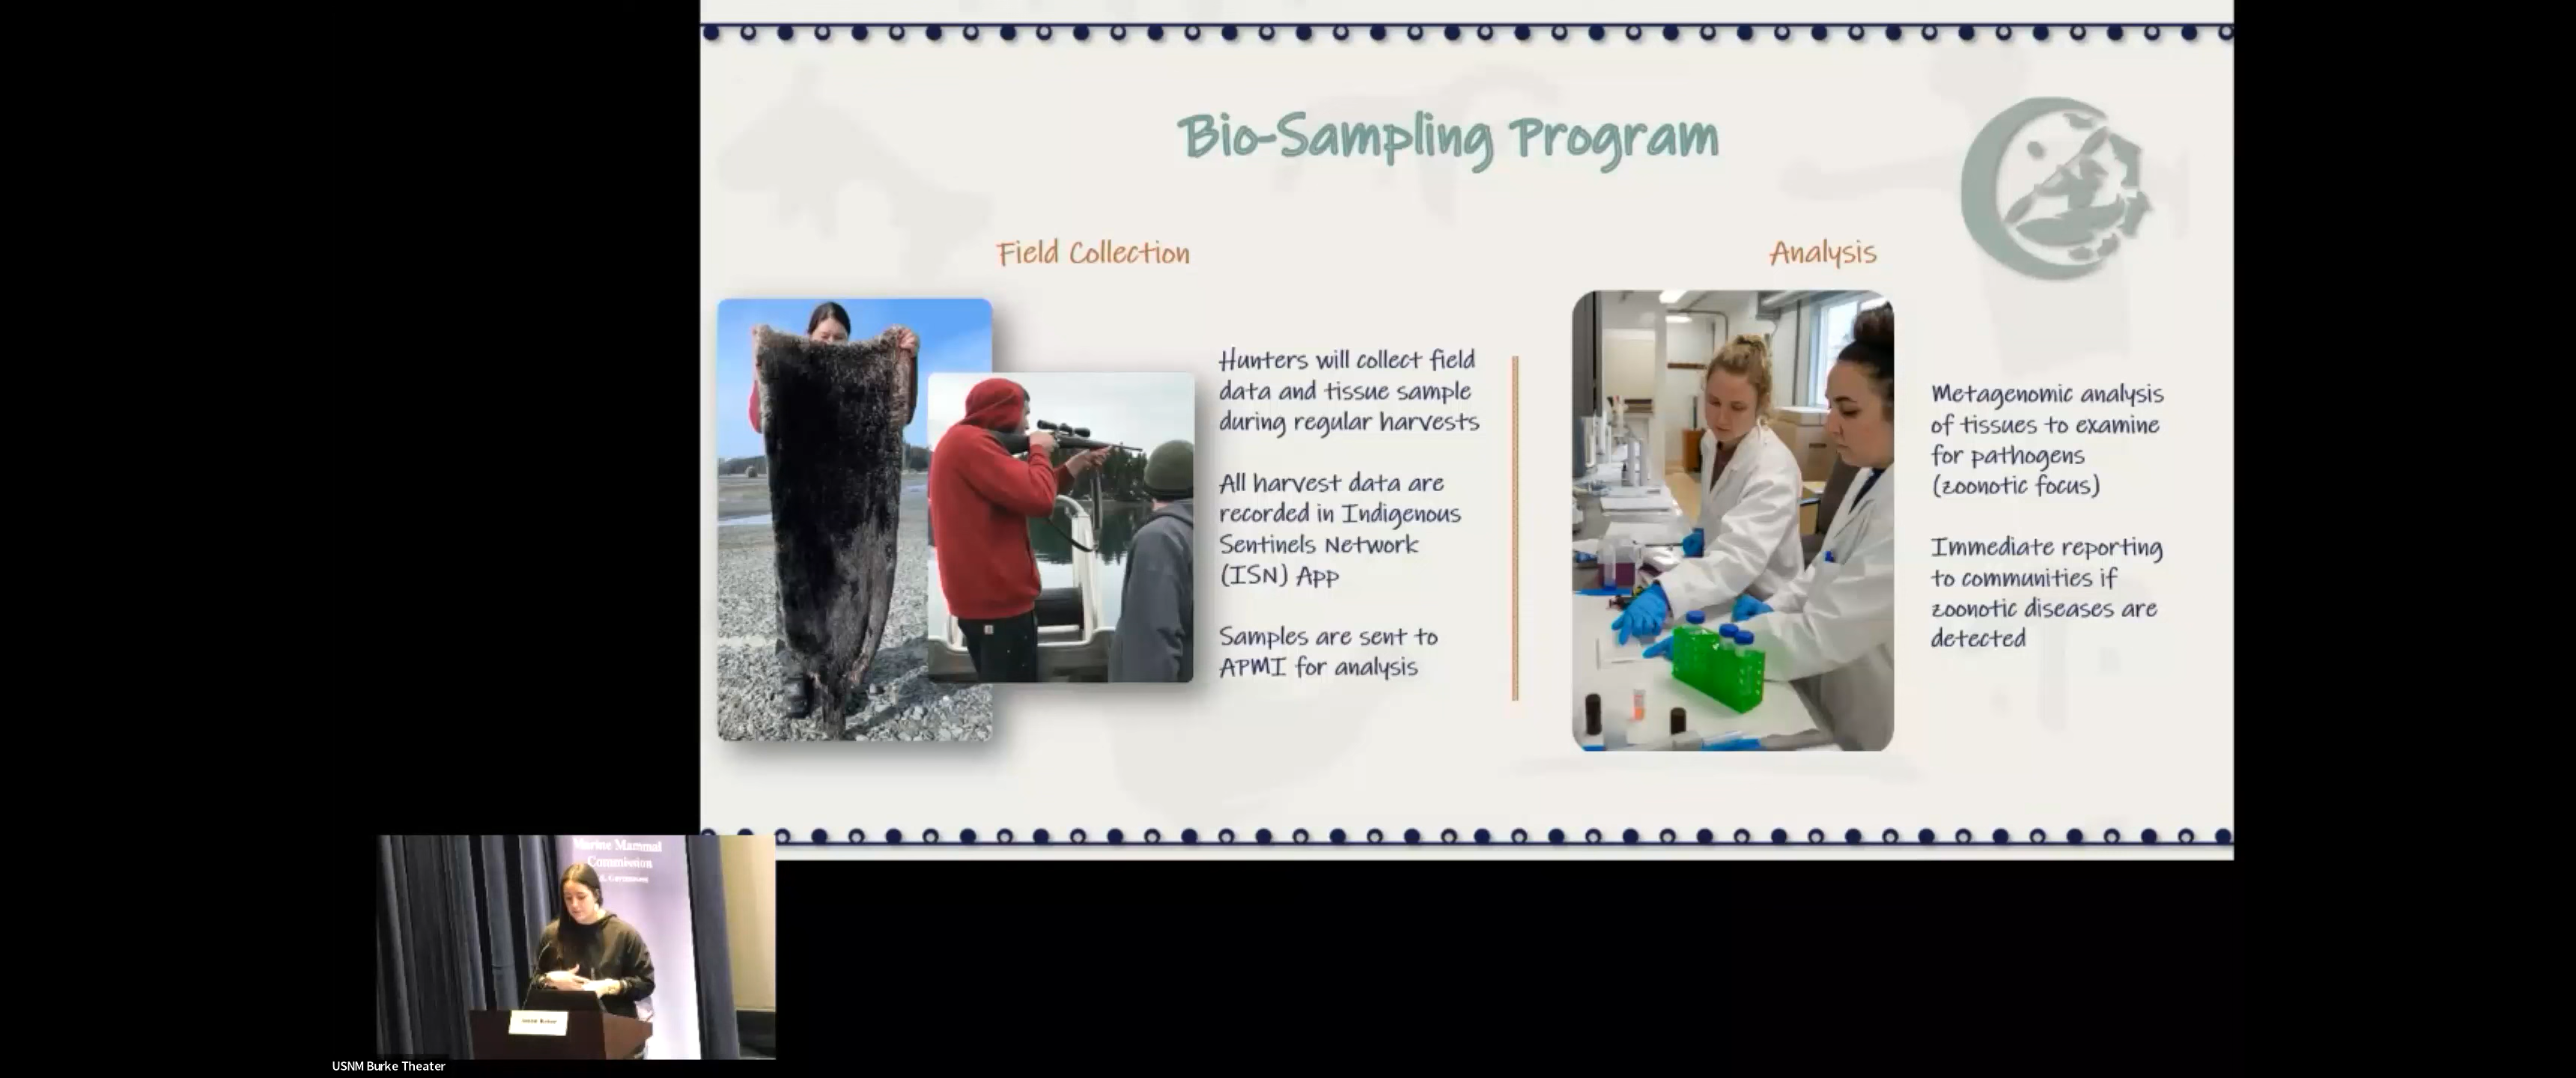 Bio-Sampling Program
Field Collection
Hunters will collect field
data and tissue sample
during regular harvests
All harvest data are
recorded in Indigenous
Sentinels Network
(ISN) App
Samples are sent to
APMI for analysis
Analysis
Metagenomic analysis
of tissues to examine
for pathogens
(zoonotic focus)
Immediate reporting
to communities if
zoonotic diseases are
detected
Marine Mammal
Commission
USNM Burke Theater